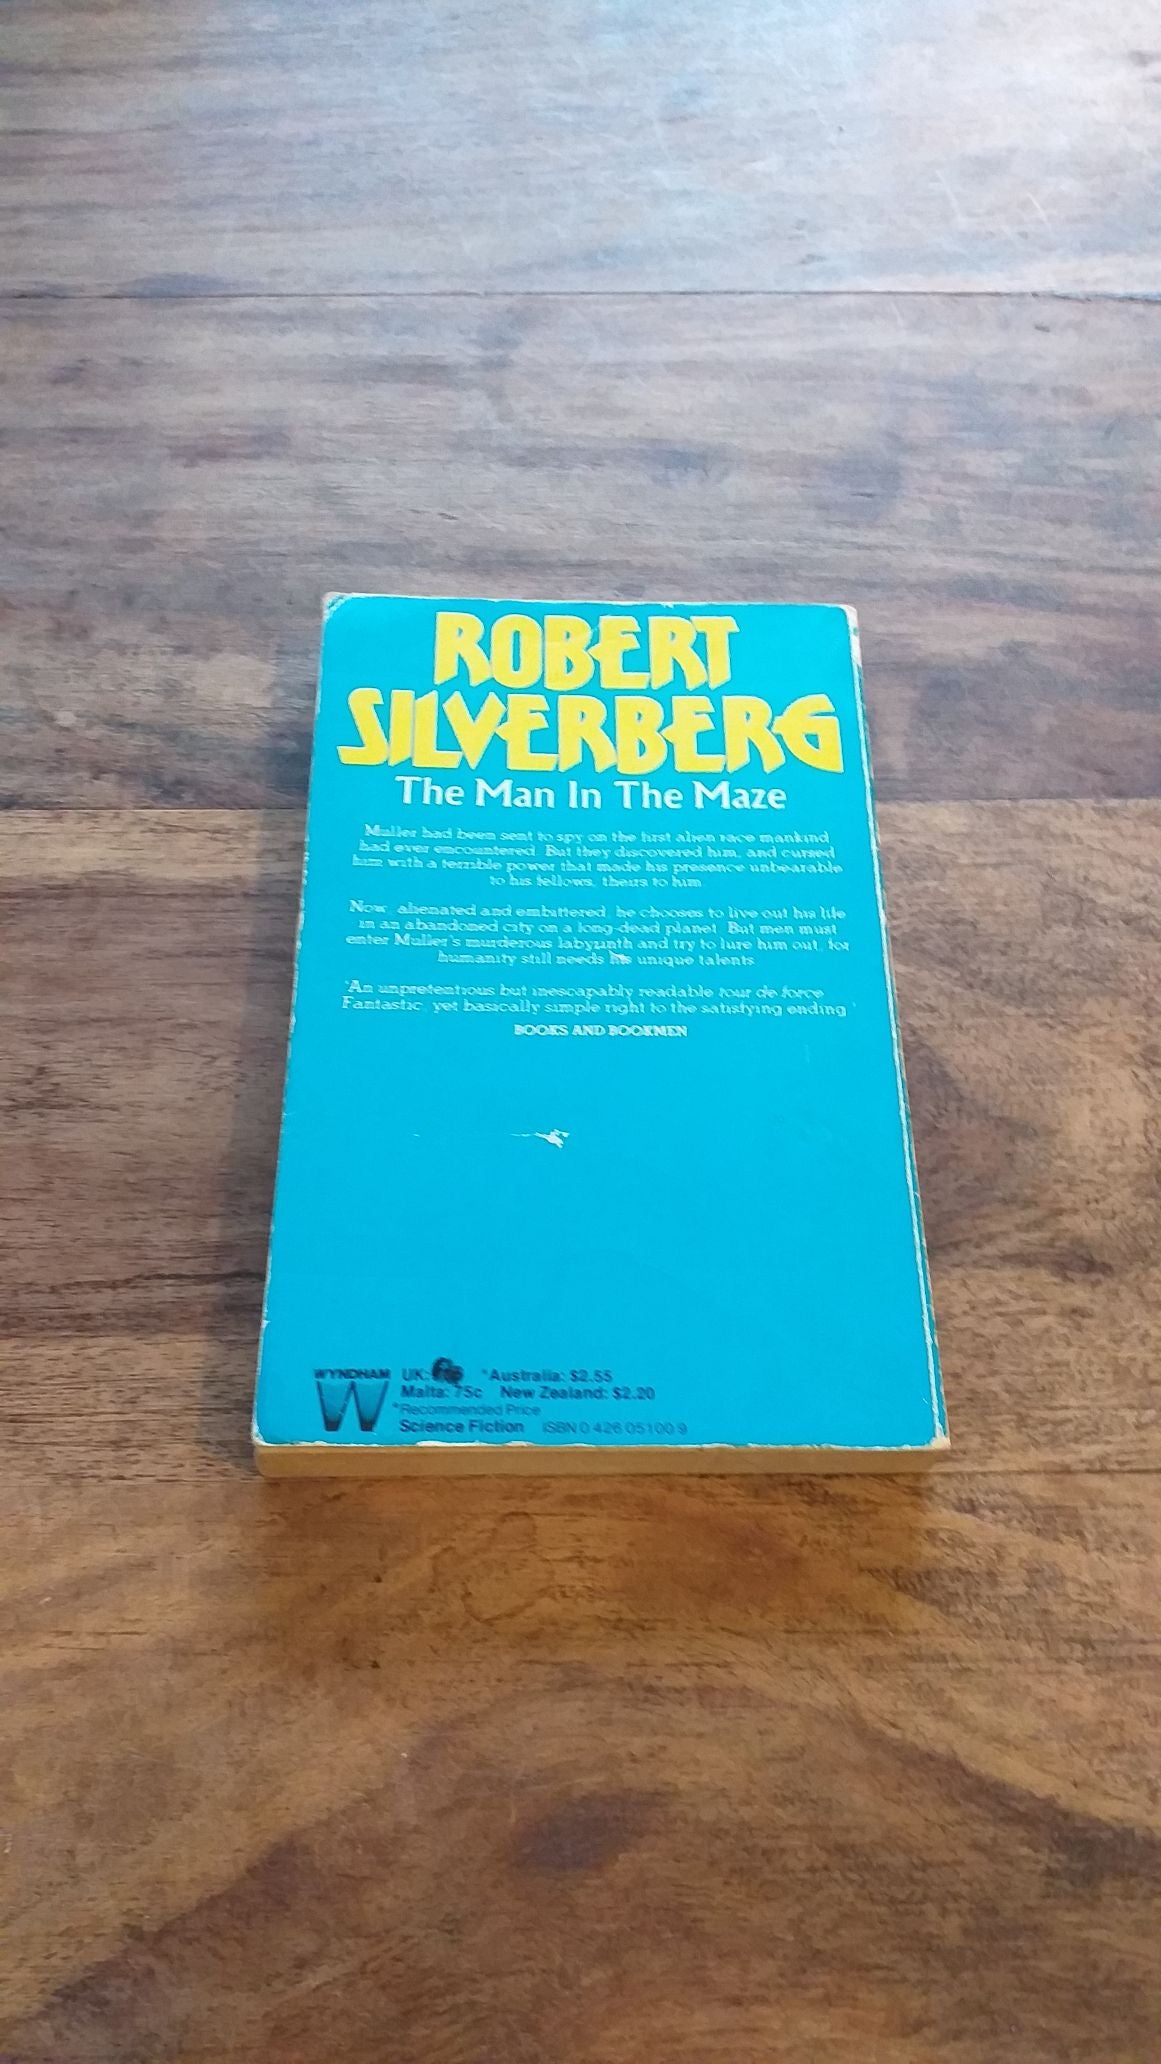 ROBERT
SILVERBERG
The Man In The Maze
Muller had been sent to spy on the first alien race mankind
had ever encountered. But they discovered him, and cursed
him with a terrible power that made his presence unbearable
to his fellows, theirs to him.
Now, alienated and embittered, he chooses to live out his life
in an abandoned city on a long-dead planet. But men must
enter Muller's murderous labyrinth and try to lure him out, for
humanity still needs his unique talents.
'An unpretentious but inescapably readable tour de force.
Fantastic, yet basically simple right to the satisfying ending.'
BOOKS AND BOOKMEN
WYNDHAM
W
UK: *Australia: $2.55
Malta: 75c New Zealand: $2.20
*Recommended Price
Science Fiction ISBN 0 426 05100 9